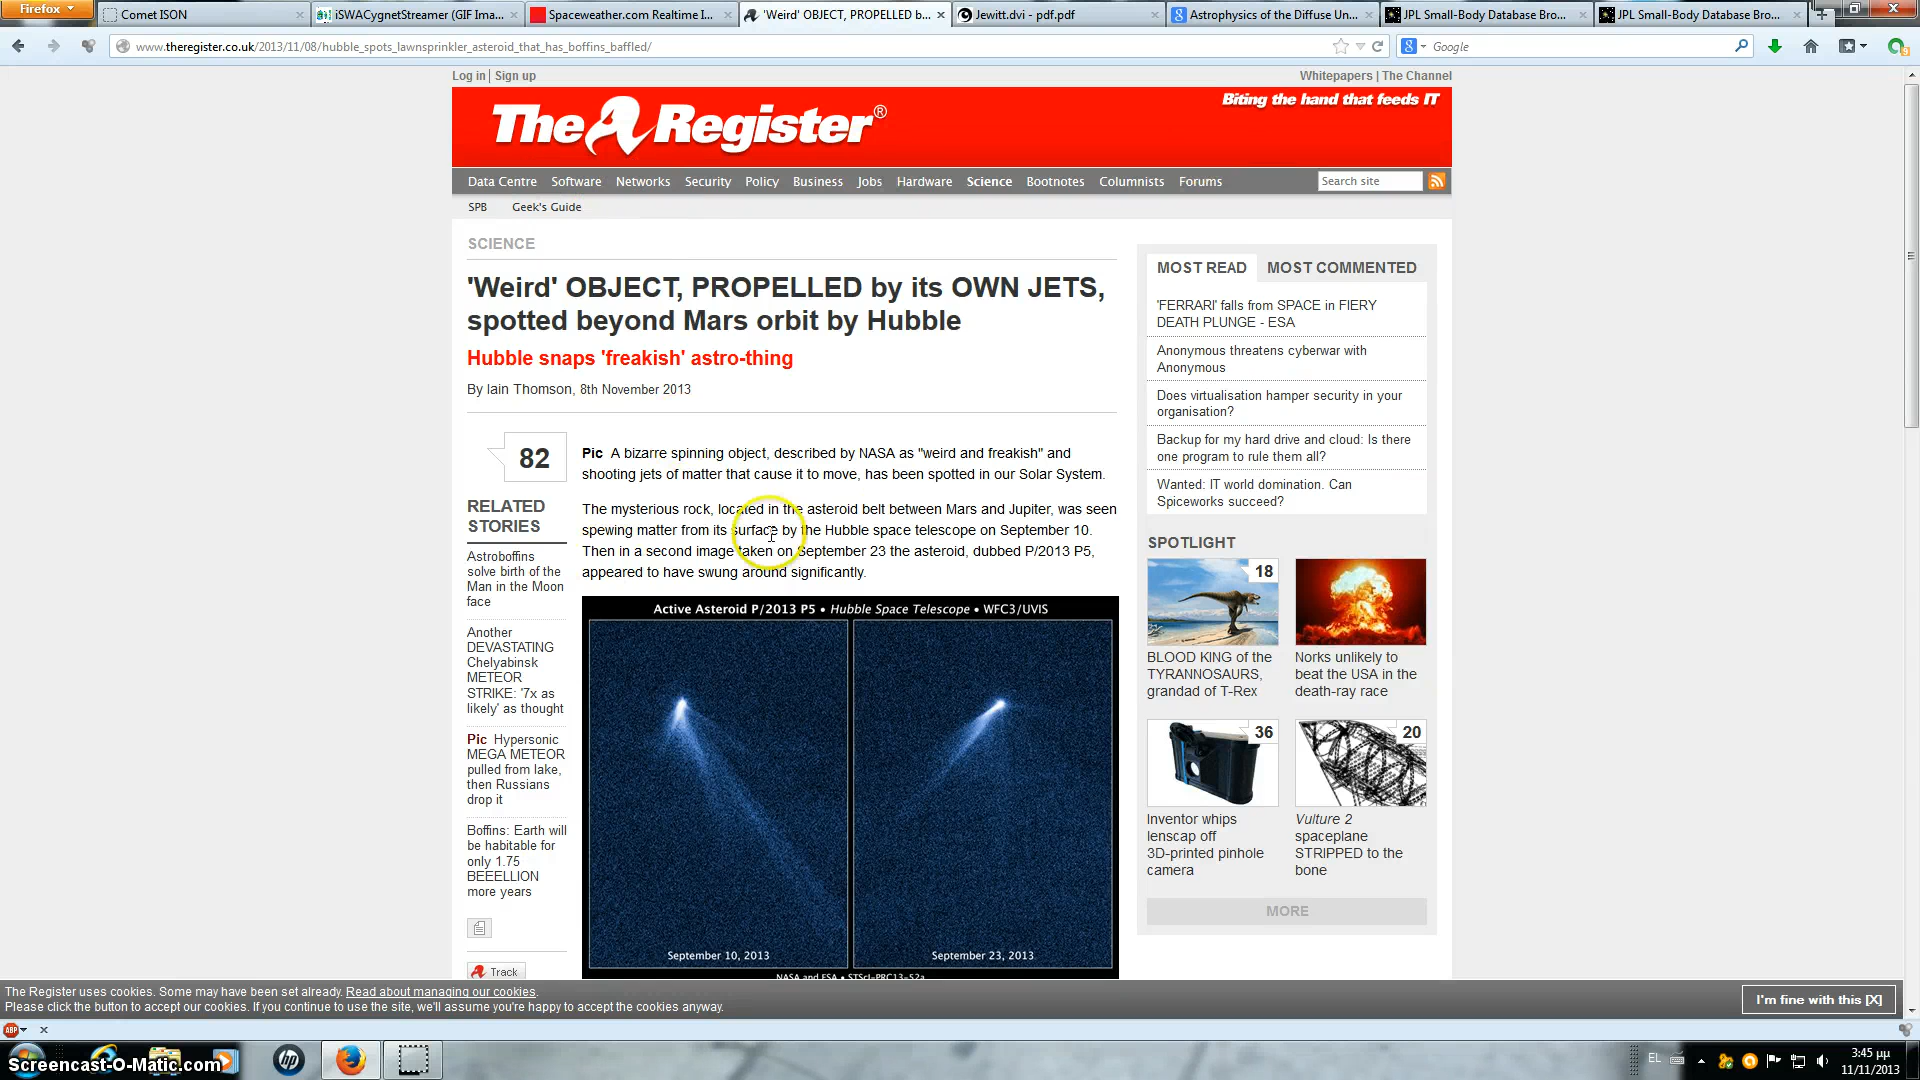 Firefox
Comet ISON
iSWACygnetStreamer (GIF Ima...
Spaceweather.com Realtime I...
'Weird' OBJECT, PROPELLED b...
Jewitt.dvi - pdf.pdf
Astrophysics of the Diffuse Un...
JPL Small-Body Database Bro...
JPL Small-Body Database Bro...
www.theregister.co.uk/2013/11/08/hubble_spots_lawnsprinkler_asteroid_that_has_boffins_baffled/
Google
Log in | Sign up
Whitepapers | The Channel
The Register®
Biting the hand that feeds IT
Data Centre Software Networks Security Policy Business Jobs Hardware Science Bootnotes Columnists Forums
Search site
SPB Geek's Guide
SCIENCE
'Weird' OBJECT, PROPELLED by its OWN JETS,
spotted beyond Mars orbit by Hubble
Hubble snaps 'freakish' astro-thing
By Iain Thomson, 8th November 2013
82
RELATED
STORIES
Astroboffins
solve birth of the
Man in the Moon
face
Another
DEVASTATING
Chelyabinsk
METEOR
STRIKE: '7x as
likely' as thought
Pic Hypersonic
MEGA METEOR
pulled from lake,
then Russians
drop it
Boffins: Earth will
be habitable for
only 1.75
BEEELLION
more years
Track
Pic A bizarre spinning object, described by NASA as "weird and freakish" and
shooting jets of matter that cause it to move, has been spotted in our Solar System.
The mysterious rock, located in the asteroid belt between Mars and Jupiter, was seen
spewing matter from its surface by the Hubble space telescope on September 10.
Then in a second image taken on September 23 the asteroid, dubbed P/2013 P5,
appeared to have swung around significantly.
Active Asteroid P/2013 P5 • Hubble Space Telescope • WFC3/UVIS
September 10, 2013
September 23, 2013
NASA and ESA • STScI-PRC13-52a
MOST READ MOST COMMENTED
'FERRARI' falls from SPACE in FIERY
DEATH PLUNGE - ESA
Anonymous threatens cyberwar with
Anonymous
Does virtualisation hamper security in your
organisation?
Backup for my hard drive and cloud: Is there
one program to rule them all?
Wanted: IT world domination. Can
Spiceworks succeed?
SPOTLIGHT
18
BLOOD KING of the
TYRANNOSAURS,
grandad of T-Rex
Norks unlikely to
beat the USA in the
death-ray race
36
Inventor whips
lenscap off
3D-printed pinhole
camera
20
Vulture 2
spaceplane
STRIPPED to the
bone
MORE
The Register uses cookies. Some may have been set already. Read about managing our cookies.
Please click the button to accept our cookies. If you continue to use the site, we'll assume you're happy to accept the cookies anyway.
I'm fine with this [X]
ABP
Screencast-O-Matic.com
hp
EL
3:45 μμ
11/11/2013